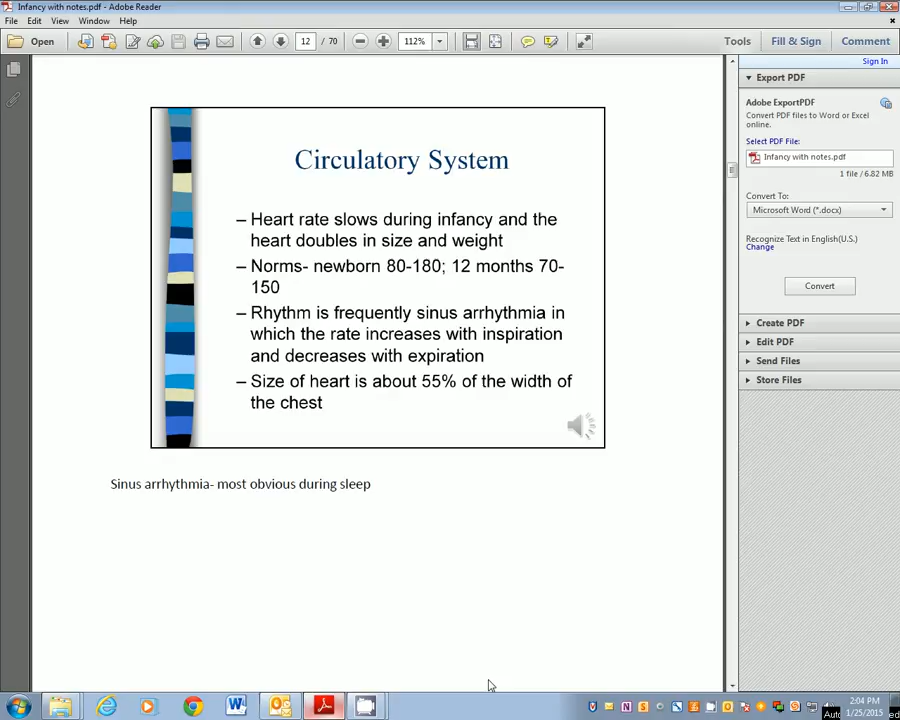 Infancy with notes.pdf - Adobe Reader
File Edit View Window Help
Open 12 / 70 112% Tools Fill & Sign Comment
Sign In
Export PDF
Adobe ExportPDF
Convert PDF files to Word or Excel
online.
Select PDF File:
Infancy with notes.pdf
1 file / 6.82 MB
Convert To:
Microsoft Word (*.docx)
Recognize Text in English(U.S.)
Change
Convert
Create PDF
Edit PDF
Send Files
Store Files
Circulatory System
– Heart rate slows during infancy and the
heart doubles in size and weight
– Norms- newborn 80-180; 12 months 70-
150
– Rhythm is frequently sinus arrhythmia in
which the rate increases with inspiration
and decreases with expiration
– Size of heart is about 55% of the width of
the chest
Sinus arrhythmia- most obvious during sleep
2:04 PM
1/25/2015